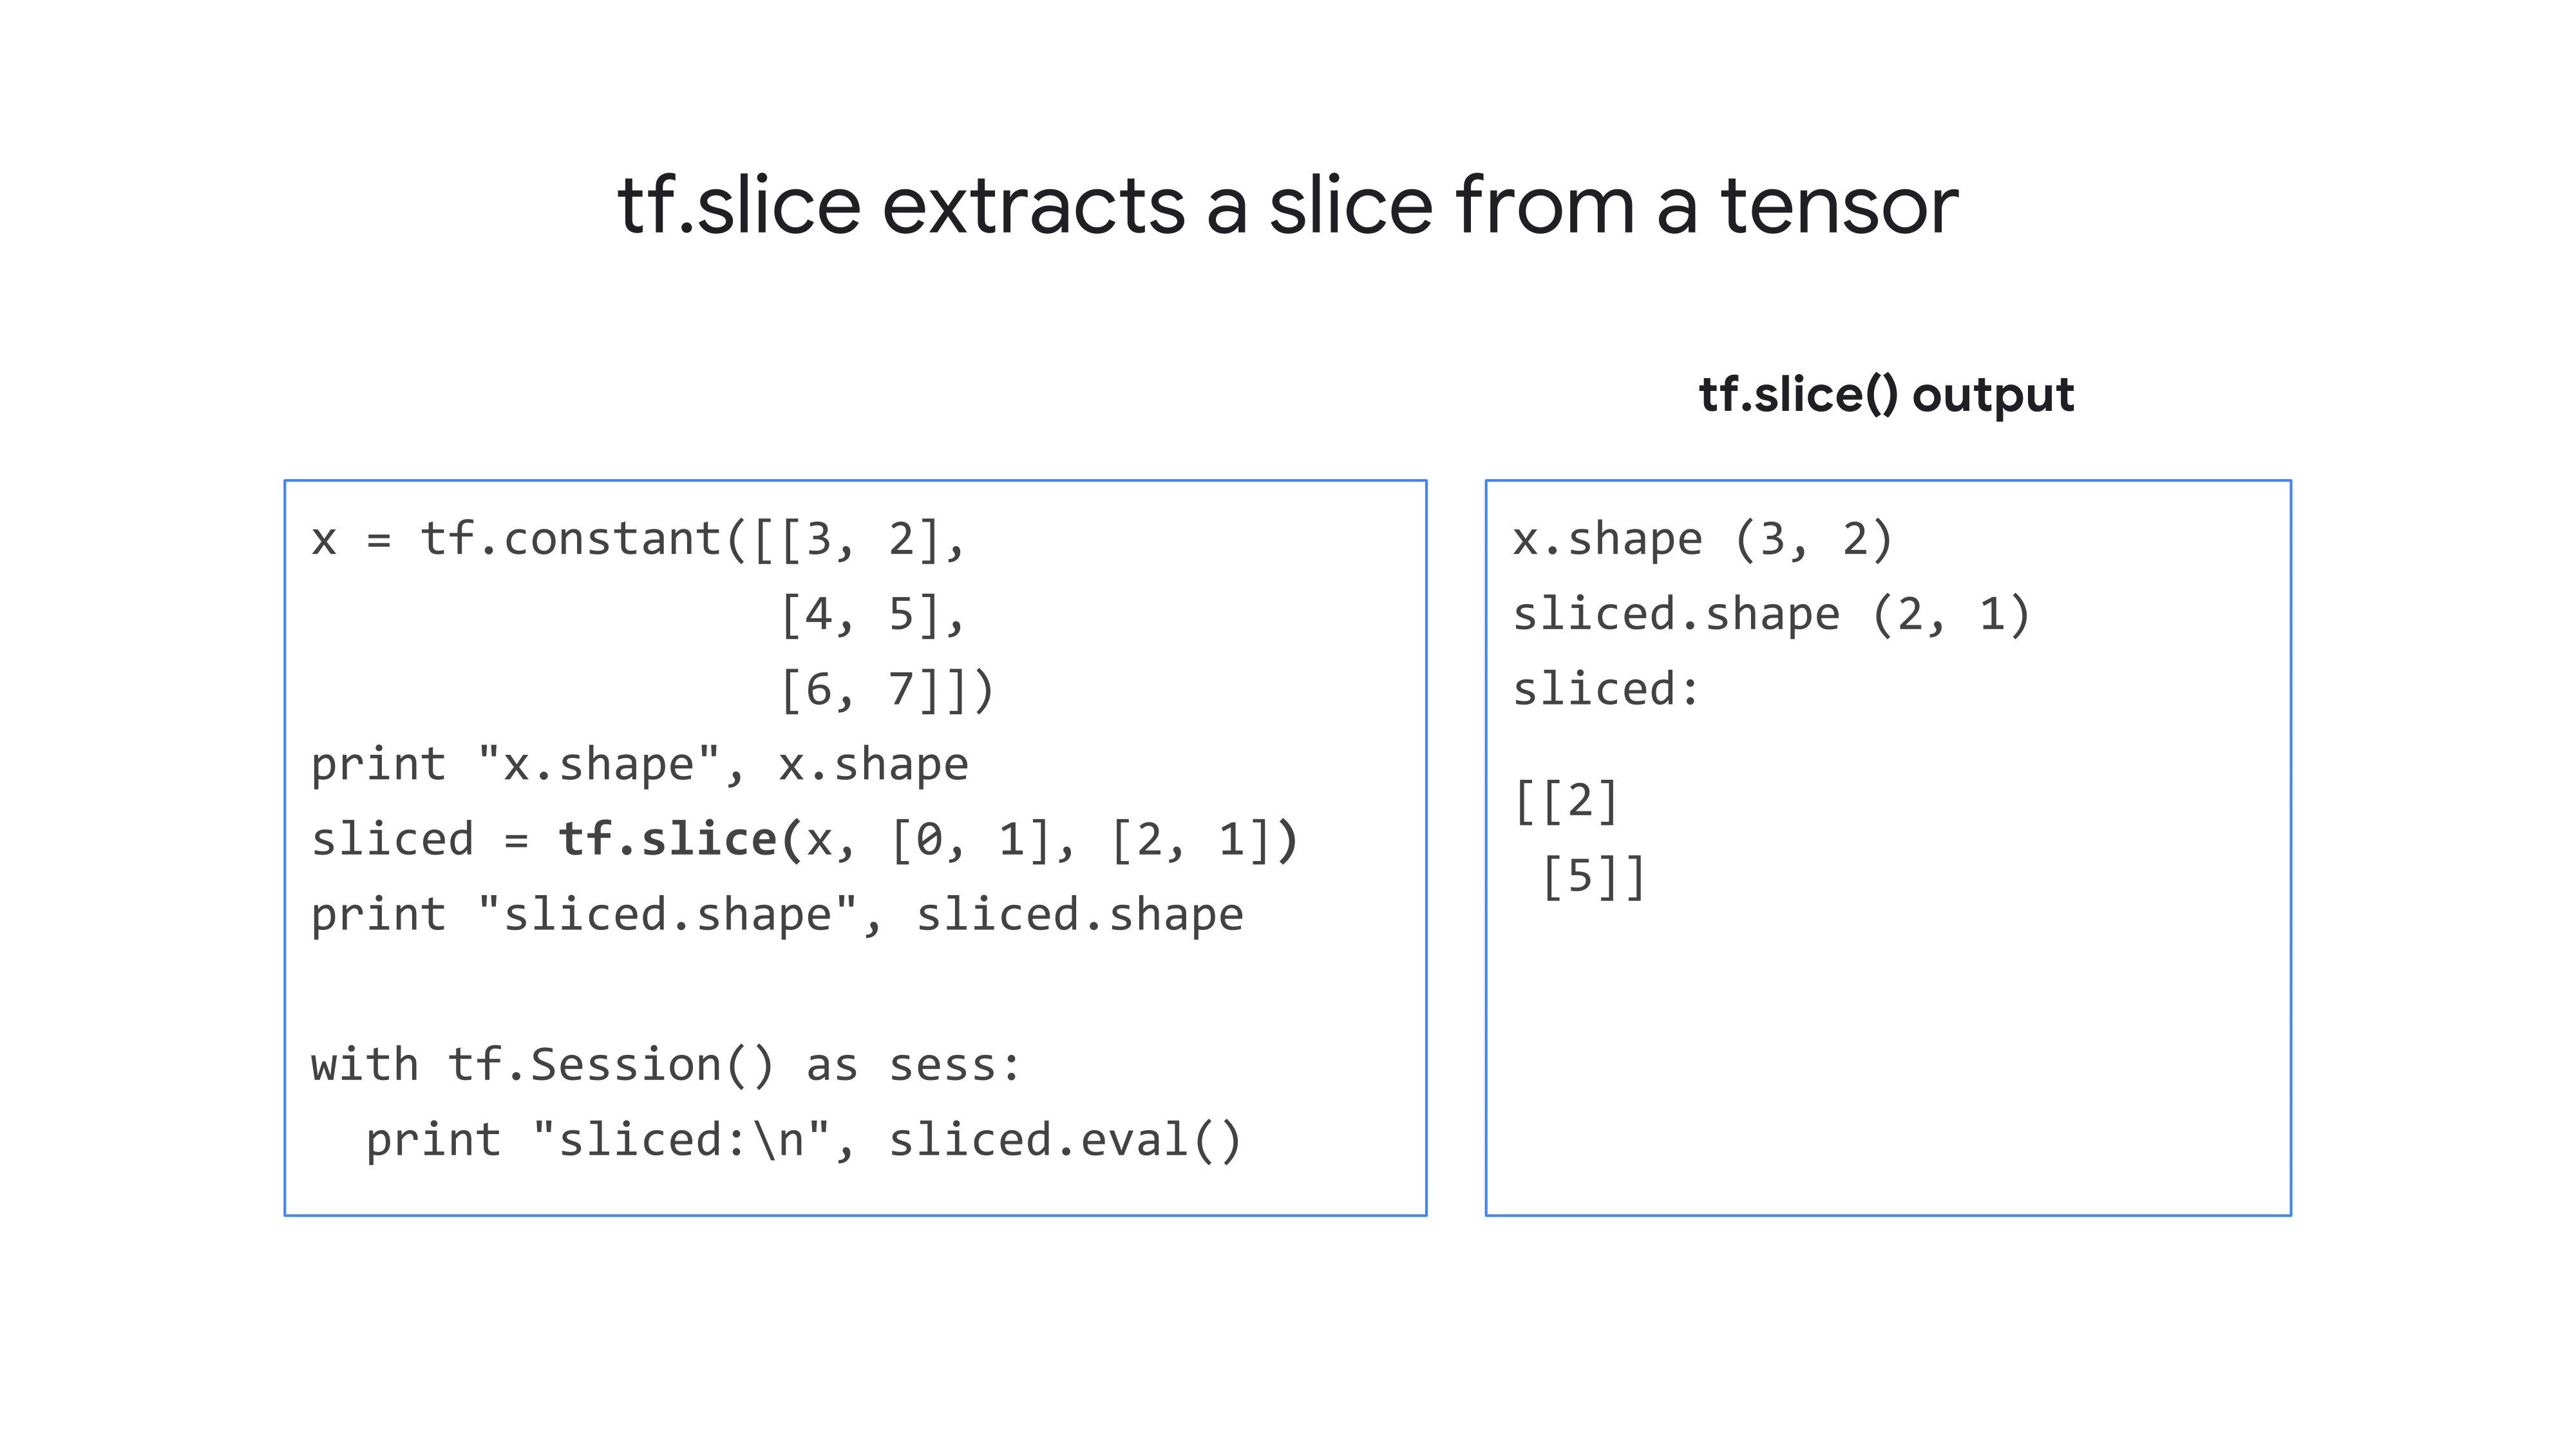 tf.slice extracts a slice from a tensor
tf.slice() output
x = tf.constant([[3, 2],
                 [4, 5],
                 [6, 7]])
print "x.shape", x.shape
sliced = tf.slice(x, [0, 1], [2, 1])
print "sliced.shape", sliced.shape
with tf.Session() as sess:
  print "sliced:\n", sliced.eval()
x.shape (3, 2)
sliced.shape (2, 1)
sliced:
[[2]
 [5]]